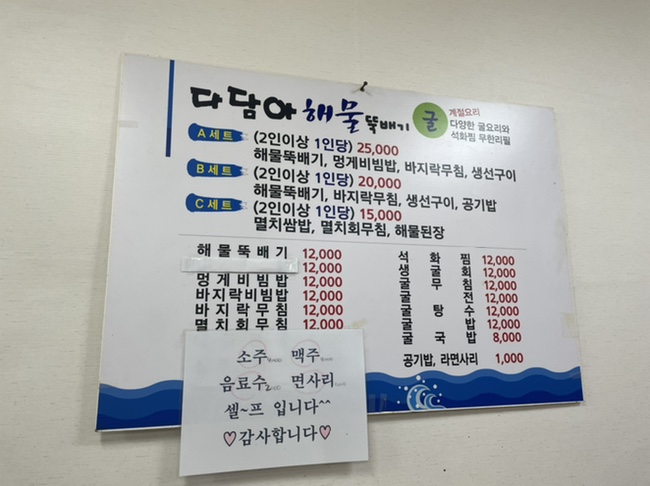 다담아 해물 뚝배기
굴 계절요리
다양한 굴요리와
석화찜 무한리필
A 세트 (2인이상 1인당) 25,000
해물뚝배기, 멍게비빔밥, 바지락무침, 생선구이
B 세트 (2인이상 1인당) 20,000
해물뚝배기, 바지락무침, 생선구이, 공기밥
C 세트 (2인이상 1인당) 15,000
멸치쌈밥, 멸치회무침, 해물된장
해물뚝배기 12,000
12,000
멍게비빔밥 12,000
바지락비빔밥 12,000
바지락무침 12,000
멸치회무침 12,000
석화찜 12,000
생굴회 12,000
굴무침 12,000
굴전 12,000
굴탕수 12,000
굴밥 12,000
굴국밥 8,000
공기밥, 라면사리 1,000
소주 맥주
음료수 면사리
셀~프 입니다^^
♡감사합니다♡